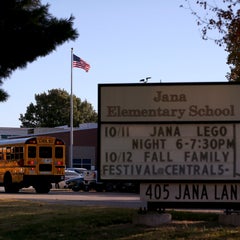 Jana
Elementary School
10/11 JANA LEGO
NIGHT 6-7:30PM
10/12 FALL FAMILY
FESTIVAL@CENTRALS-
405 JANA LAN